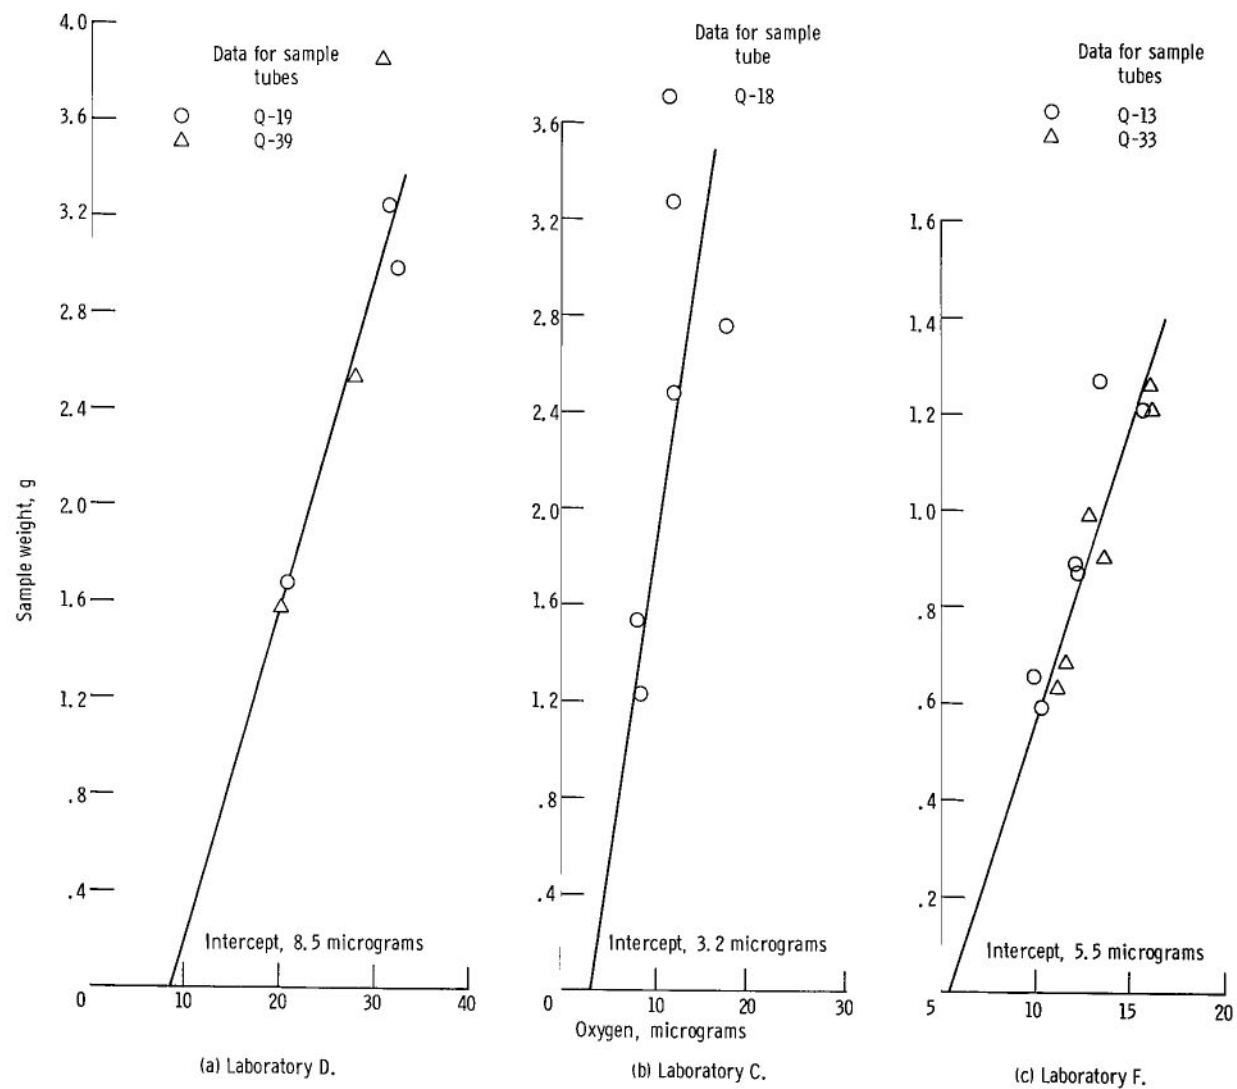 Sample weight, g
4.0
3.6
3.2
2.8
2.4
2.0
1.6
1.2
.8
.4
0
10
20
30
40
Data for sample
tubes
Q-19
Q-39
Intercept, 8.5 micrograms
(a) Laboratory D.
Data for sample
tube
Q-18
3.6
3.2
2.8
2.4
2.0
1.6
1.2
.8
.4
0
10
20
30
Intercept, 3.2 micrograms
Oxygen, micrograms
(b) Laboratory C.
Data for sample
tubes
Q-13
Q-33
1.6
1.4
1.2
1.0
.8
.6
.4
.2
5
10
15
20
Intercept, 5.5 micrograms
(c) Laboratory F.